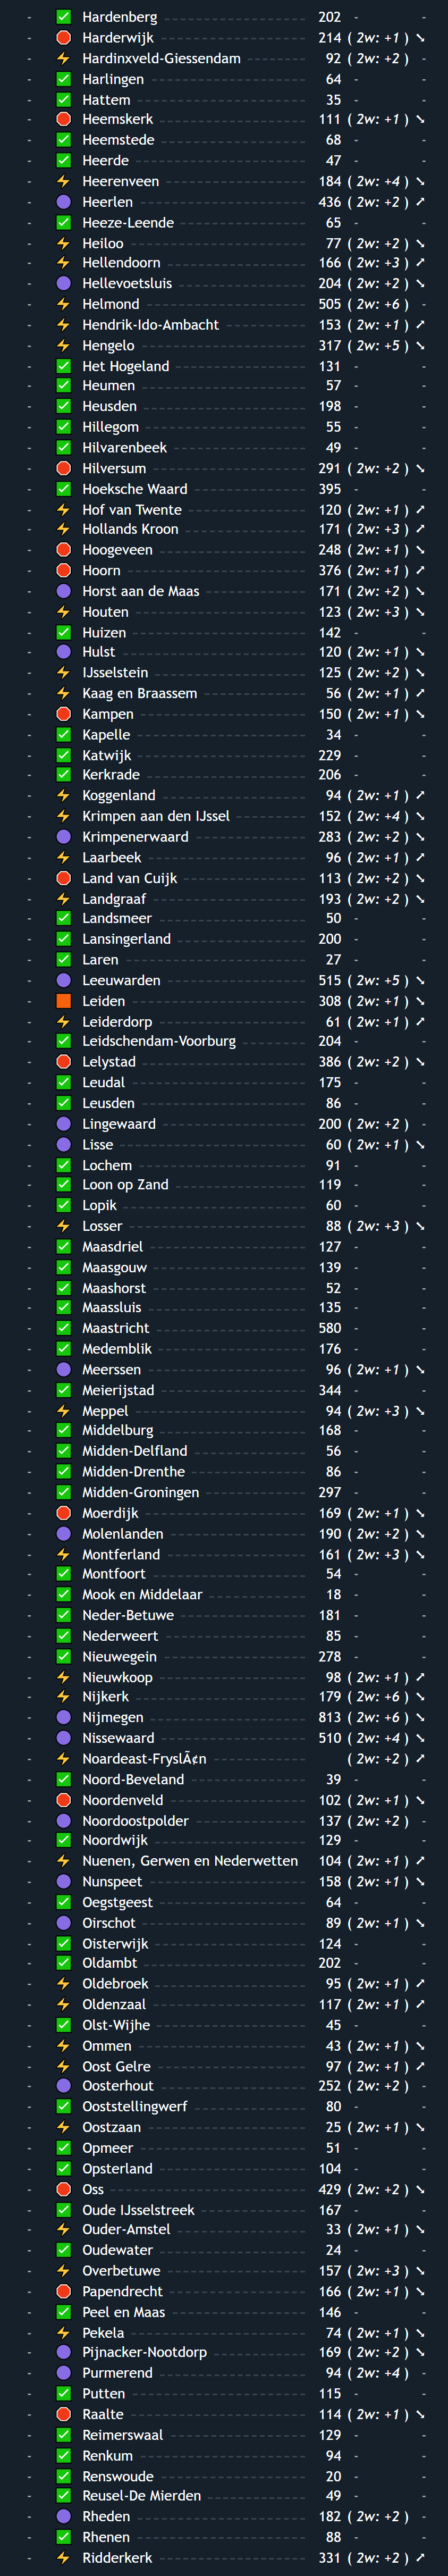 - ✅ Hardenberg 202 - -
- 🛑 Harderwijk 214 ( 2w: +1 ) ➘
- ⚡ Hardinxveld-Giessendam 92 ( 2w: +2 ) -
- ✅ Harlingen 64 - -
- ✅ Hattem 35 - -
- 🛑 Heemskerk 111 ( 2w: +1 ) ➘
- ✅ Heemstede 68 - -
- ✅ Heerde 47 - -
- ⚡ Heerenveen 184 ( 2w: +4 ) ➘
- 🟣 Heerlen 436 ( 2w: +2 ) ➚
- ✅ Heeze-Leende 65 - -
- ⚡ Heiloo 77 ( 2w: +2 ) ➘
- ⚡ Hellendoorn 166 ( 2w: +3 ) ➚
- 🟣 Hellevoetsluis 204 ( 2w: +2 ) ➘
- ⚡ Helmond 505 ( 2w: +6 ) -
- ⚡ Hendrik-Ido-Ambacht 153 ( 2w: +1 ) ➚
- ⚡ Hengelo 317 ( 2w: +5 ) ➘
- ✅ Het Hogeland 131 - -
- ✅ Heumen 57 - -
- ✅ Heusden 198 - -
- ✅ Hillegom 55 - -
- ✅ Hilvarenbeek 49 - -
- 🛑 Hilversum 291 ( 2w: +2 ) ➘
- ✅ Hoeksche Waard 395 - -
- ⚡ Hof van Twente 120 ( 2w: +1 ) ➚
- ⚡ Hollands Kroon 171 ( 2w: +3 ) ➚
- 🛑 Hoogeveen 248 ( 2w: +1 ) ➘
- 🛑 Hoorn 376 ( 2w: +1 ) ➚
- 🟣 Horst aan de Maas 171 ( 2w: +2 ) ➘
- ⚡ Houten 123 ( 2w: +3 ) ➘
- ✅ Huizen 142 - -
- 🟣 Hulst 120 ( 2w: +1 ) ➘
- ⚡ IJsselstein 125 ( 2w: +2 ) ➘
- ⚡ Kaag en Braassem 56 ( 2w: +1 ) ➚
- 🛑 Kampen 150 ( 2w: +1 ) ➘
- ✅ Kapelle 34 - -
- ✅ Katwijk 229 - -
- ✅ Kerkrade 206 - -
- ⚡ Koggenland 94 ( 2w: +1 ) ➚
- ⚡ Krimpen aan den IJssel 152 ( 2w: +4 ) ➘
- 🟣 Krimpenerwaard 283 ( 2w: +2 ) ➘
- ⚡ Laarbeek 96 ( 2w: +1 ) ➚
- 🛑 Land van Cuijk 113 ( 2w: +2 ) ➘
- ⚡ Landgraaf 193 ( 2w: +2 ) ➘
- ✅ Landsmeer 50 - -
- ✅ Lansingerland 200 - -
- ✅ Laren 27 - -
- 🟣 Leeuwarden 515 ( 2w: +5 ) ➘
- 🟧 Leiden 308 ( 2w: +1 ) ➘
- ⚡ Leiderdorp 61 ( 2w: +1 ) ➚
- ✅ Leidschendam-Voorburg 204 - -
- 🛑 Lelystad 386 ( 2w: +2 ) ➘
- ✅ Leudal 175 - -
- ✅ Leusden 86 - -
- 🟣 Lingewaard 200 ( 2w: +2 ) -
- 🟣 Lisse 60 ( 2w: +1 ) ➘
- ✅ Lochem 91 - -
- ✅ Loon op Zand 119 - -
- ✅ Lopik 60 - -
- ⚡ Losser 88 ( 2w: +3 ) ➘
- ✅ Maasdriel 127 - -
- ✅ Maasgouw 139 - -
- ✅ Maashorst 52 - -
- ✅ Maassluis 135 - -
- ✅ Maastricht 580 - -
- ✅ Medemblik 176 - -
- 🟣 Meerssen 96 ( 2w: +1 ) ➘
- ✅ Meierijstad 344 - -
- ⚡ Meppel 94 ( 2w: +3 ) ➘
- ✅ Middelburg 168 - -
- ✅ Midden-Delfland 56 - -
- ✅ Midden-Drenthe 86 - -
- ✅ Midden-Groningen 297 - -
- 🛑 Moerdijk 169 ( 2w: +1 ) ➘
- 🟣 Molenlanden 190 ( 2w: +2 ) ➘
- ⚡ Montferland 161 ( 2w: +3 ) ➘
- ✅ Montfoort 54 - -
- ✅ Mook en Middelaar 18 - -
- ✅ Neder-Betuwe 181 - -
- ✅ Nederweert 85 - -
- ✅ Nieuwegein 278 - -
- ⚡ Nieuwkoop 98 ( 2w: +1 ) ➚
- ⚡ Nijkerk 179 ( 2w: +6 ) ➘
- 🟣 Nijmegen 813 ( 2w: +6 ) ➘
- 🟣 Nissewaard 510 ( 2w: +4 ) ➘
- ⚡ Noardeast-FryslÃ¢n ( 2w: +2 ) ➚
- ✅ Noord-Beveland 39 - -
- 🛑 Noordenveld 102 ( 2w: +1 ) ➘
- 🟣 Noordoostpolder 137 ( 2w: +2 ) -
- ✅ Noordwijk 129 - -
- ⚡ Nuenen, Gerwen en Nederwetten 104 ( 2w: +1 ) ➚
- 🟣 Nunspeet 158 ( 2w: +1 ) ➘
- ✅ Oegstgeest 64 - -
- 🟣 Oirschot 89 ( 2w: +1 ) ➘
- ✅ Oisterwijk 124 - -
- ✅ Oldambt 202 - -
- ⚡ Oldebroek 95 ( 2w: +1 ) ➚
- ⚡ Oldenzaal 117 ( 2w: +1 ) ➚
- ✅ Olst-Wijhe 45 - -
- ⚡ Ommen 43 ( 2w: +1 ) ➘
- ⚡ Oost Gelre 97 ( 2w: +1 ) ➚
- 🟣 Oosterhout 252 ( 2w: +2 ) -
- ✅ Ooststellingwerf 80 - -
- ⚡ Oostzaan 25 ( 2w: +1 ) ➘
- ✅ Opmeer 51 - -
- ✅ Opsterland 104 - -
- 🛑 Oss 429 ( 2w: +2 ) ➘
- ✅ Oude IJsselstreek 167 - -
- ⚡ Ouder-Amstel 33 ( 2w: +1 ) ➘
- ✅ Oudewater 24 - -
- ⚡ Overbetuwe 157 ( 2w: +3 ) ➘
- 🛑 Papendrecht 166 ( 2w: +1 ) ➘
- ✅ Peel en Maas 146 - -
- ⚡ Pekela 74 ( 2w: +1 ) ➘
- 🟣 Pijnacker-Nootdorp 169 ( 2w: +2 ) ➘
- 🟣 Purmerend 94 ( 2w: +4 ) -
- ✅ Putten 115 - -
- 🛑 Raalte 114 ( 2w: +1 ) ➘
- ✅ Reimerswaal 129 - -
- ✅ Renkum 94 - -
- ✅ Renswoude 20 - -
- ✅ Reusel-De Mierden 49 - -
- 🟣 Rheden 182 ( 2w: +2 ) -
- ✅ Rhenen 88 - -
- ⚡ Ridderkerk 331 ( 2w: +2 ) ➚